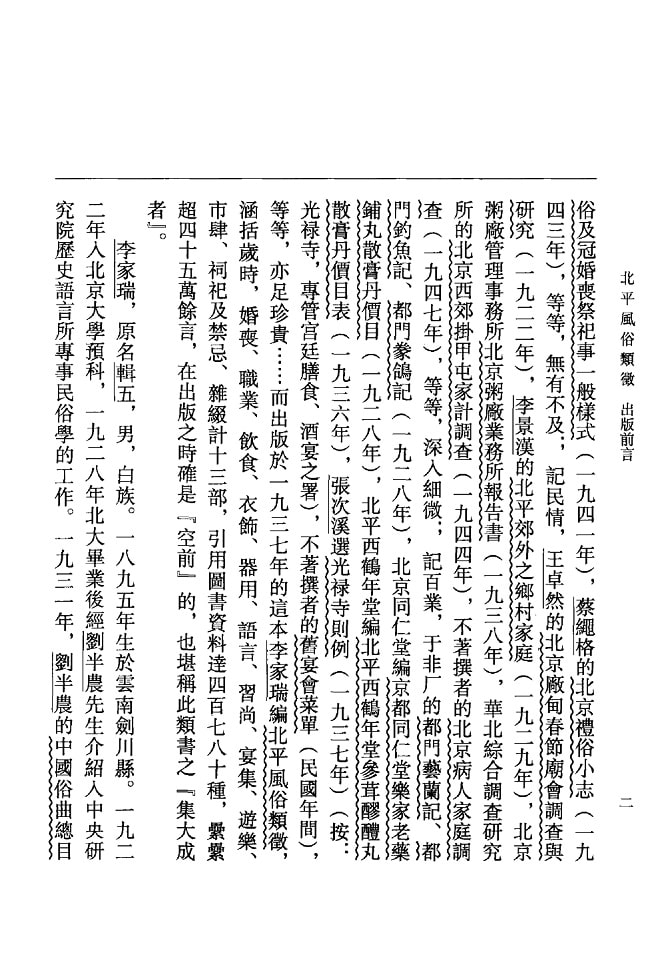 北平風俗類徵　出版前言
二
俗及冠婚喪祭祀事一般樣式（一九四一年），蔡繩格的北京禮俗小志（一九
四三年），等等，無有不及；記民情，王卓然的北京廠甸春節廟會調查與
研究（一九二二年），李景漢的北平郊外之鄉村家庭（一九二九年），北京
粥廠管理事務所北京粥廠業務所報告書（一九三八年），華北綜合調查研究
所的北京西郊掛甲屯家計調查（一九四四年），不著撰者的北京病人家庭調
查（一九四七年），等等，深入細微；記百業，于非厂的都門藝蘭記、都
門釣魚記、都門豢鴿記（一九二八年），北京同仁堂編京都同仁堂樂家老藥
鋪丸散膏丹價目（一九二八年），北平西鶴年堂編北平西鶴年堂參茸醪醴丸
散膏丹價目表（一九三六年），張次溪選光禄寺則例（一九三七年）（按：
光禄寺，專管宮廷膳食、酒宴之署），不著撰者的舊宴會菜單（民國年間），
等等，亦足珍貴……而出版於一九三七年的這本李家瑞編北平風俗類徵，
涵括歲時、婚喪、職業、飲食、衣飾、器用、語言、習尚、宴集、遊樂、
市肆、祠祀及禁忌、雜綴計十三部，引用圖書資料達四百七八十種，纍纍
超四十五萬餘言，在出版之時確是『空前』的，也堪稱此類書之『集大成
者』。
李家瑞，原名輯五，男，白族。一八九五年生於雲南劍川縣。一九二
二年入北京大學預科，一九二八年北大畢業後經劉半農先生介紹入中央研
究院歷史語言所專事民俗學的工作。一九三一年，劉半農的中國俗曲總目